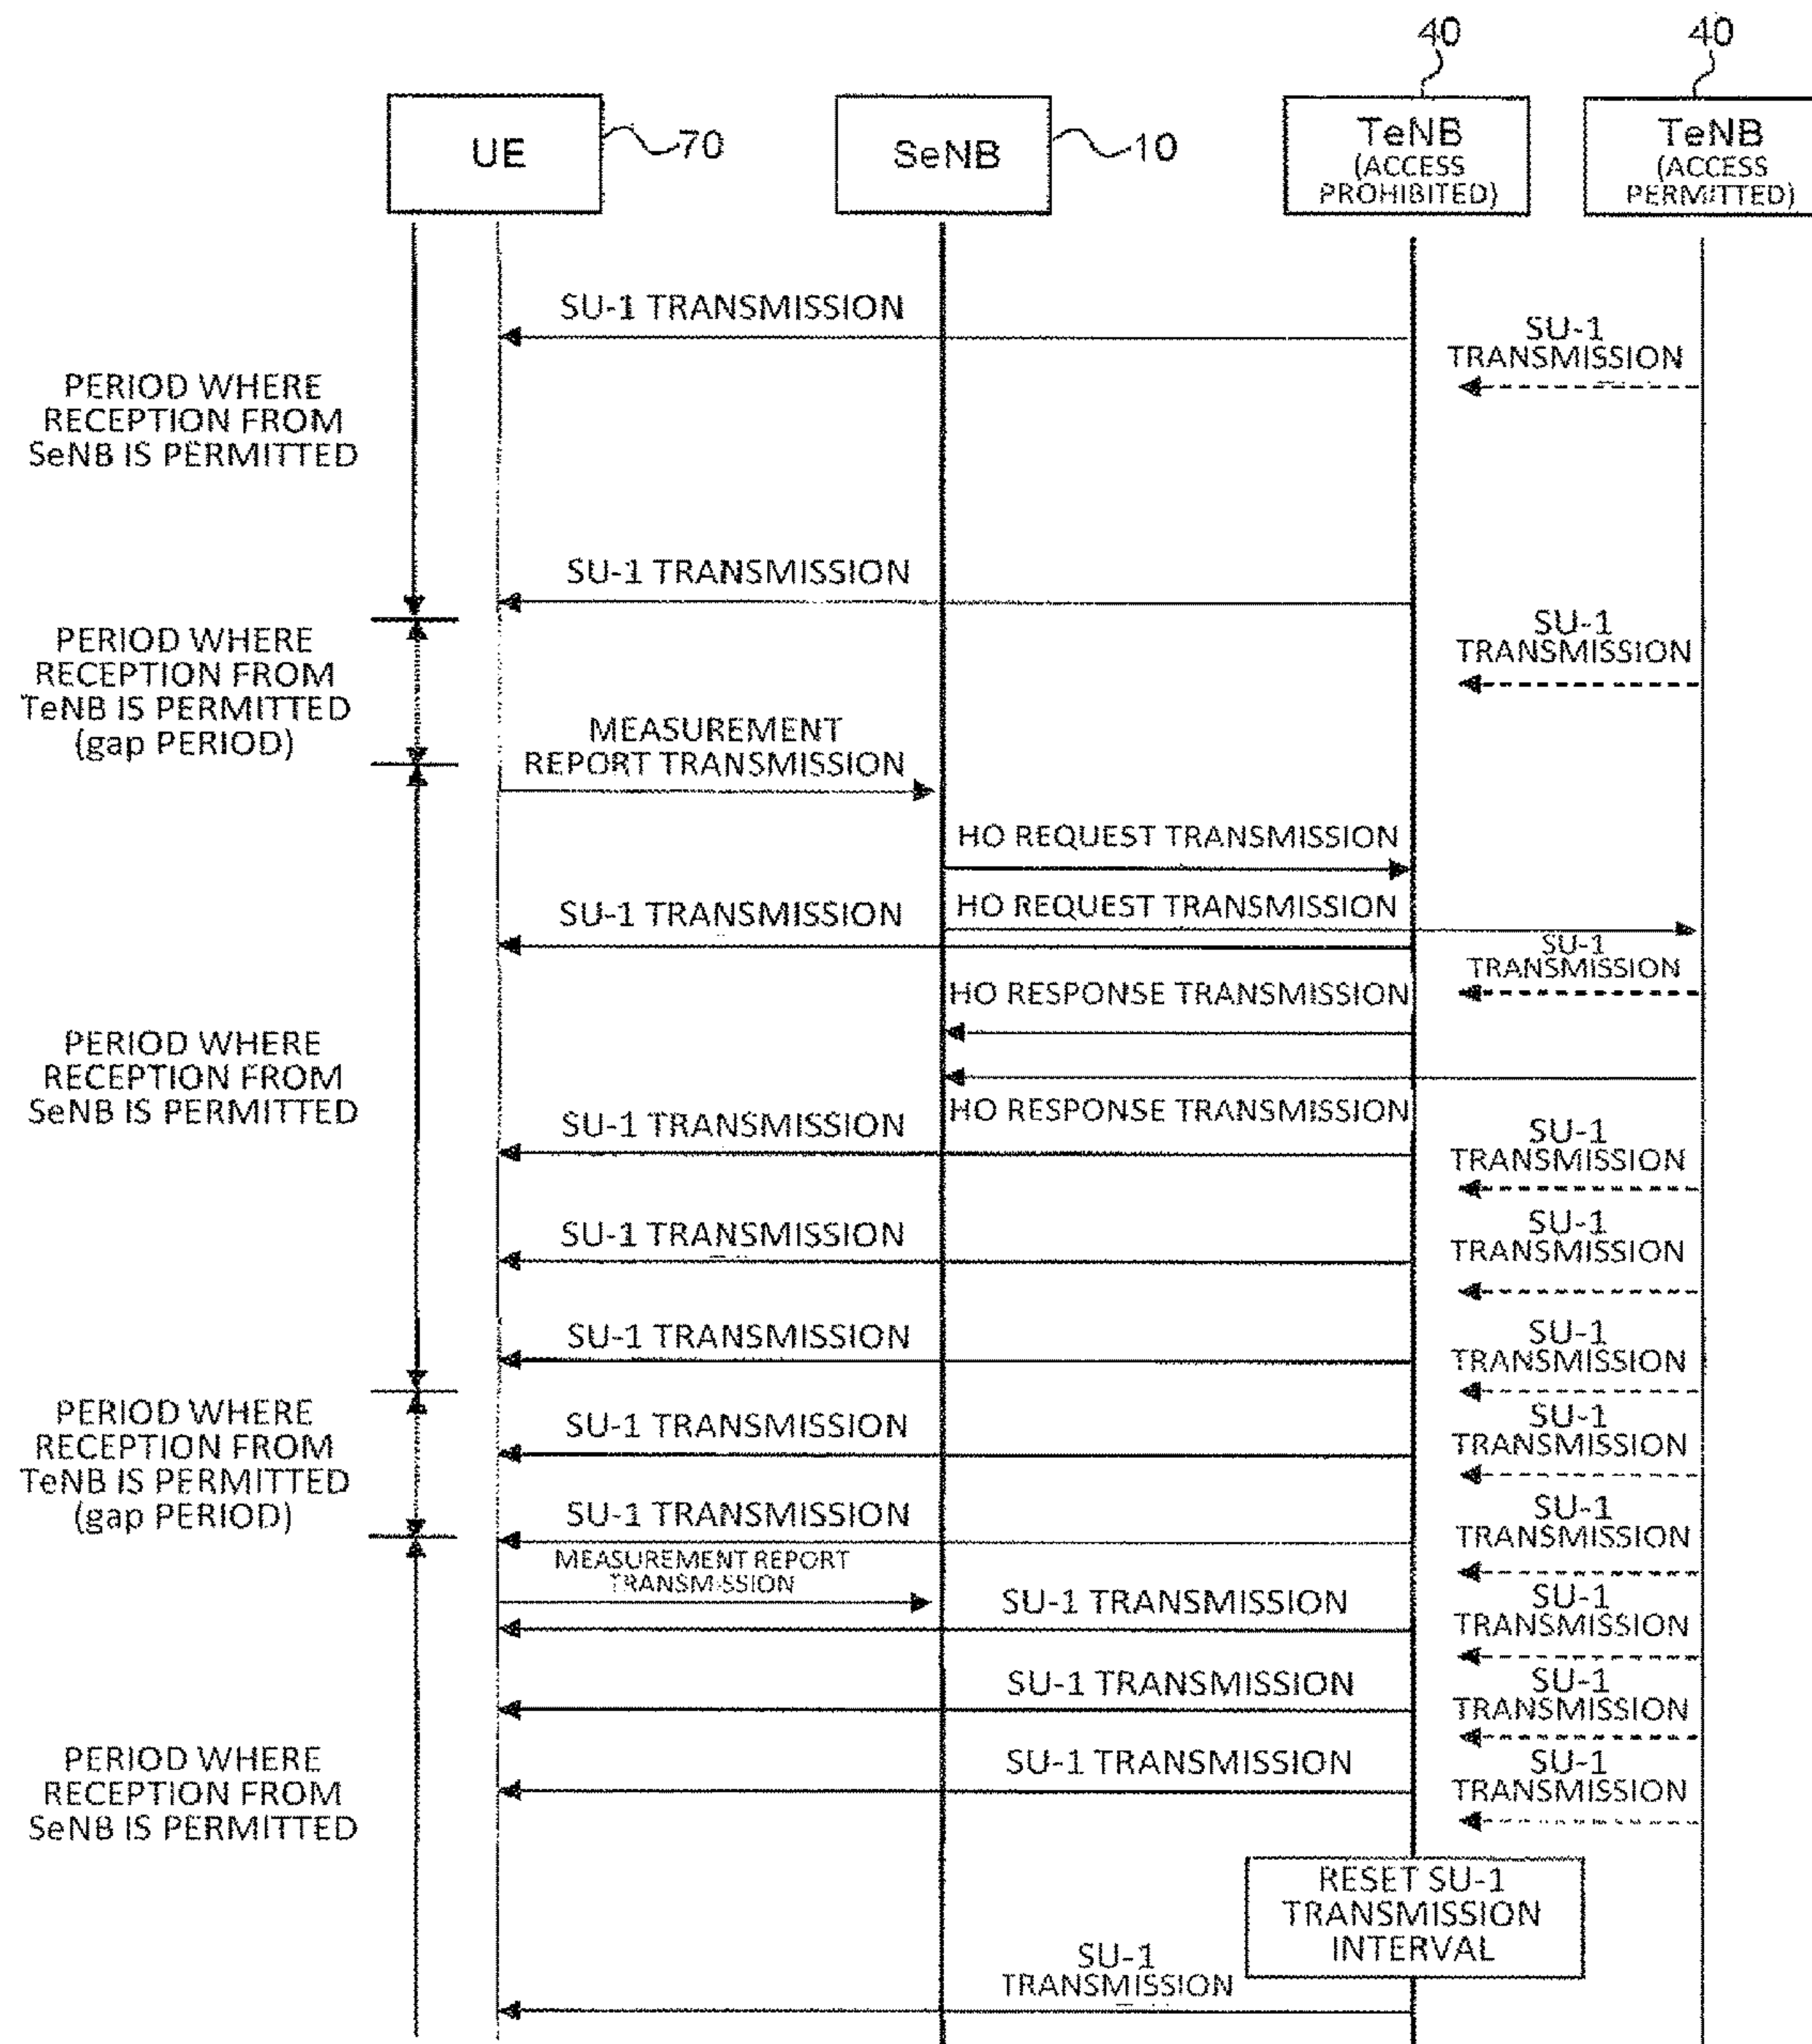 40
40
UE
70
SeNB
10
TeNB
(ACCESS
PROHIBITED)
TeNB
(ACCESS
PERMITTED)
SU-1 TRANSMISSION
SU-1
TRANSMISSION
PERIOD WHERE
RECEPTION FROM
SeNB IS PERMITTED
SU-1 TRANSMISSION
SU-1
TRANSMISSION
PERIOD WHERE
RECEPTION FROM
TeNB IS PERMITTED
(gap PERIOD)
MEASUREMENT
REPORT TRANSMISSION
HO REQUEST TRANSMISSION
HO REQUEST TRANSMISSION
SU-1 TRANSMISSION
SU-1
TRANSMISSION
HO RESPONSE TRANSMISSION
PERIOD WHERE
RECEPTION FROM
SeNB IS PERMITTED
HO RESPONSE TRANSMISSION
SU-1 TRANSMISSION
SU-1
TRANSMISSION
SU-1 TRANSMISSION
SU-1
TRANSMISSION
SU-1 TRANSMISSION
SU-1
TRANSMISSION
PERIOD WHERE
RECEPTION FROM
TeNB IS PERMITTED
(gap PERIOD)
SU-1 TRANSMISSION
SU-1
TRANSMISSION
SU-1 TRANSMISSION
SU-1
TRANSMISSION
MEASUREMENT REPORT
TRANSMISSION
SU-1 TRANSMISSION
SU-1
TRANSMISSION
SU-1 TRANSMISSION
SU-1
TRANSMISSION
SU-1 TRANSMISSION
SU-1
TRANSMISSION
PERIOD WHERE
RECEPTION FROM
SeNB IS PERMITTED
RESET SU-1
TRANSMISSION
INTERVAL
SU-1
TRANSMISSION